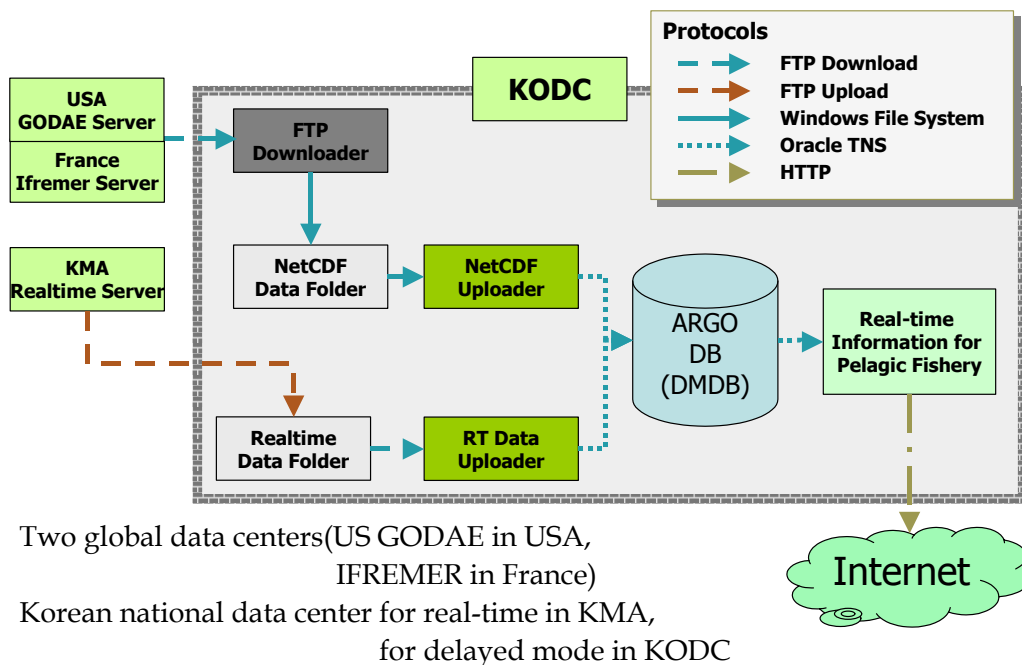 Protocols
FTP Download
FTP Upload
Windows File System
Oracle TNS
HTTP
KODC
USA
GODAE Server
France
Ifremer Server
FTP
Downloader
KMA
Realtime Server
NetCDF
Data Folder
NetCDF
Uploader
ARGO
DB
(DMDB)
Real-time
Information for
Pelagic Fishery
Realtime
Data Folder
RT Data
Uploader
Internet
Two global data centers(US GODAE in USA,
IFREMER in France)
Korean national data center for real-time in KMA,
for delayed mode in KODC